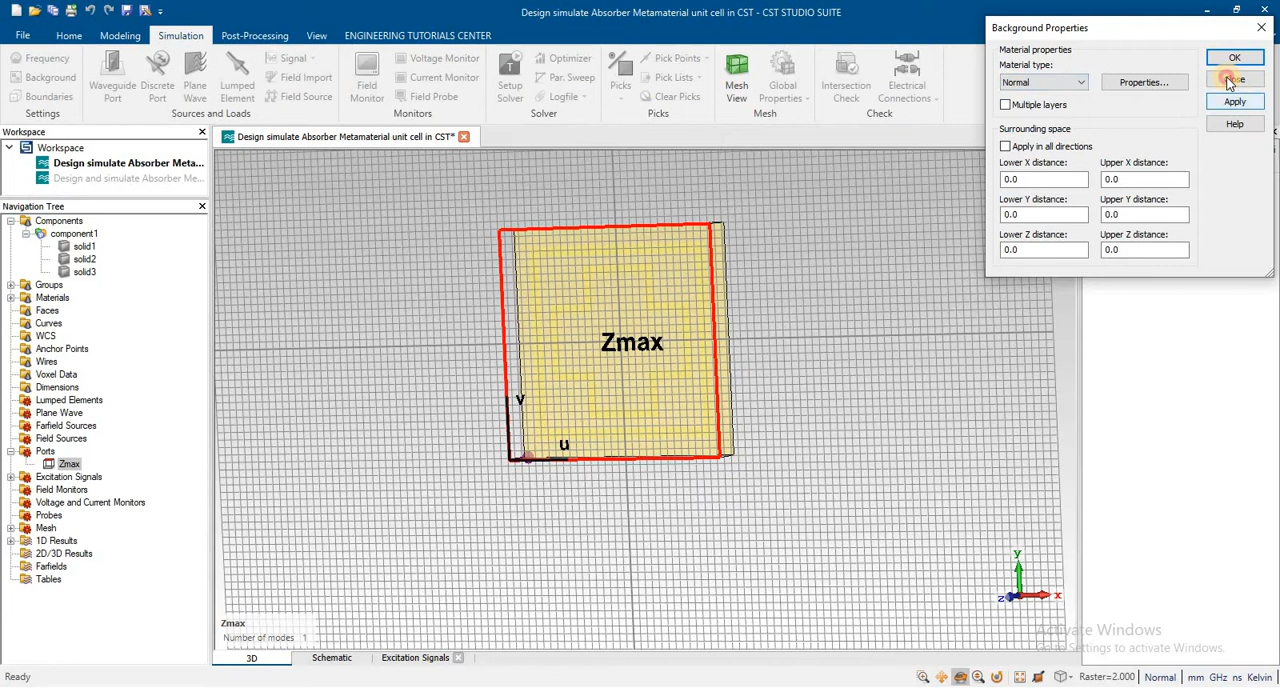 Design simulate Absorber Metamaterial unit cell in CST - CST STUDIO SUITE
File Home Modeling Simulation Post-Processing View ENGINEERING TUTORIALS CENTER
Frequency
Background
Boundaries
Settings
Waveguide Port
Discrete Port
Plane Wave
Lumped Element
Signal
Field Import
Field Source
Sources and Loads
Field Monitor
Voltage Monitor
Current Monitor
Field Probe
Monitors
Setup Solver
Optimizer
Par. Sweep
Logfile
Solver
Picks
Pick Points
Pick Lists
Clear Picks
Picks
Mesh View
Global Properties
Mesh
Intersection Check
Electrical Connections
Check
Workspace
Workspace
Design simulate Absorber Meta...
Design and simulate Absorber Me...
Navigation Tree
Components
component1
solid1
solid2
solid3
Groups
Materials
Faces
Curves
WCS
Anchor Points
Wires
Voxel Data
Dimensions
Lumped Elements
Plane Wave
Farfield Sources
Field Sources
Ports
Zmax
Excitation Signals
Field Monitors
Voltage and Current Monitors
Probes
Mesh
1D Results
2D/3D Results
Farfields
Tables
Design simulate Absorber Metamaterial unit cell in CST*
Zmax
v
u
y
z x
Zmax
Number of modes 1
3D Schematic Excitation Signals
Background Properties
Material properties
Material type:
Normal Properties...
Multiple layers
Surrounding space
Apply in all directions
Lower X distance: Upper X distance:
0.0 0.0
Lower Y distance: Upper Y distance:
0.0 0.0
Lower Z distance: Upper Z distance:
0.0 0.0
OK
Apply
Help
Activate Windows
Go to Settings to activate Windows.
Ready
Raster=2.000 Normal mm GHz ns Kelvin